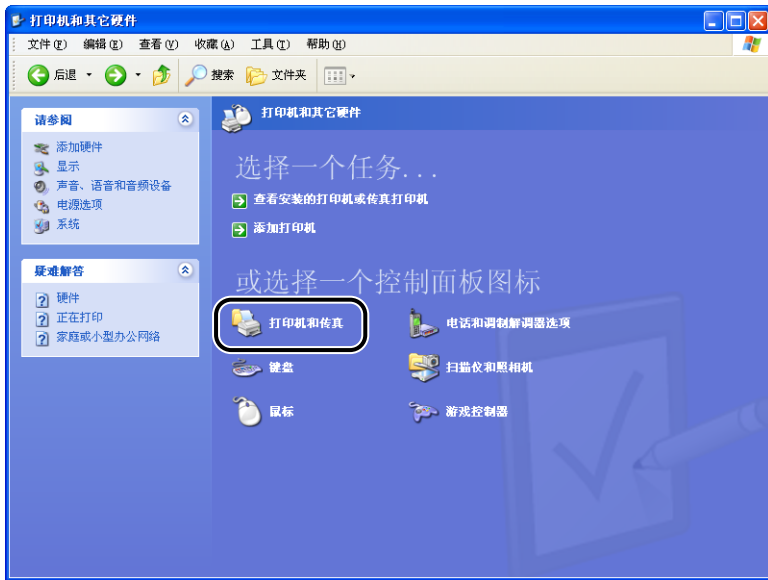 打印机和其它硬件
文件(F) 编辑(E) 查看(V) 收藏(A) 工具(T) 帮助(H)
后退 搜索 文件夹
请参阅
添加硬件
显示
声音、语音和音频设备
电源选项
系统
疑难解答
硬件
正在打印
家庭或小型办公网络
打印机和其它硬件
选择一个任务...
查看安装的打印机或传真打印机
添加打印机
或选择一个控制面板图标
打印机和传真 电话和调制解调器选项
键盘 扫描仪和照相机
鼠标 游戏控制器